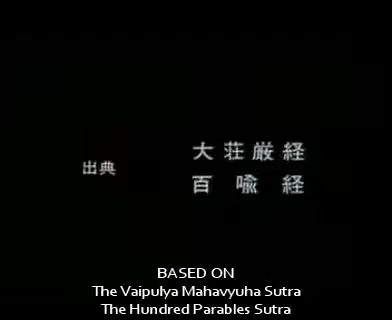 出典
大荘厳経
百喩経
BASED ON
The Vaipulya Mahavyuha Sutra
The Hundred Parables Sutra